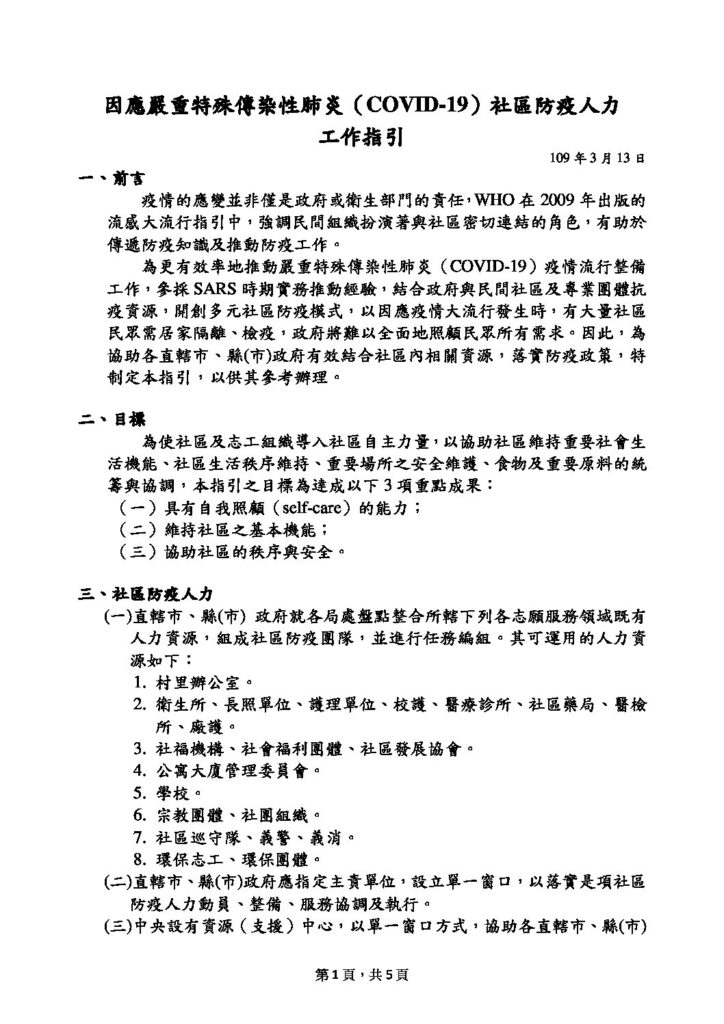 因應嚴重特殊傳染性肺炎（COVID-19）社區防疫人力
工作指引
109 年 3 月 13 日
一、前言
疫情的應變並非僅是政府或衛生部門的責任，WHO 在 2009 年出版的
流感大流行指引中，強調民間組織扮演著與社區密切連結的角色，有助於
傳遞防疫知識及推動防疫工作。
為更有效率地推動嚴重特殊傳染性肺炎（COVID-19）疫情流行整備
工作，參採 SARS 時期實務推動經驗，結合政府與民間社區及專業團體抗
疫資源，開創多元社區防疫模式，以因應疫情大流行發生時，有大量社區
民眾需居家隔離、檢疫，政府將難以全面地照顧民眾所有需求。因此，為
協助各直轄市、縣(市)政府有效結合社區內相關資源，落實防疫政策，特
制定本指引，以供其參考辦理。
二、目標
為使社區及志工組織導入社區自主力量，以協助社區維持重要社會生
活機能、社區生活秩序維持、重要場所之安全維護、食物及重要原料的統
籌與協調，本指引之目標為達成以下 3 項重點成果：
（一）具有自我照顧（self-care）的能力；
（二）維持社區之基本機能；
（三）協助社區的秩序與安全。
三、社區防疫人力
(一)直轄市、縣(市) 政府就各局處盤點整合所轄下列各志願服務領域既有
人力資源，組成社區防疫團隊，並進行任務編組。其可運用的人力資
源如下：
1. 村里辦公室。
2. 衛生所、長照單位、護理單位、校護、醫療診所、社區藥局、醫檢
所、廠護。
3. 社福機構、社會福利團體、社區發展協會。
4. 公寓大廈管理委員會。
5. 學校。
6. 宗教團體、社團組織。
7. 社區巡守隊、義警、義消。
8. 環保志工、環保團體。
(二)直轄市、縣(市)政府應指定主責單位，設立單一窗口，以落實是項社區
防疫人力動員、整備、服務協調及執行。
(三)中央設有資源（支援）中心，以單一窗口方式，協助各直轄市、縣(市)
第 1 頁，共 5 頁